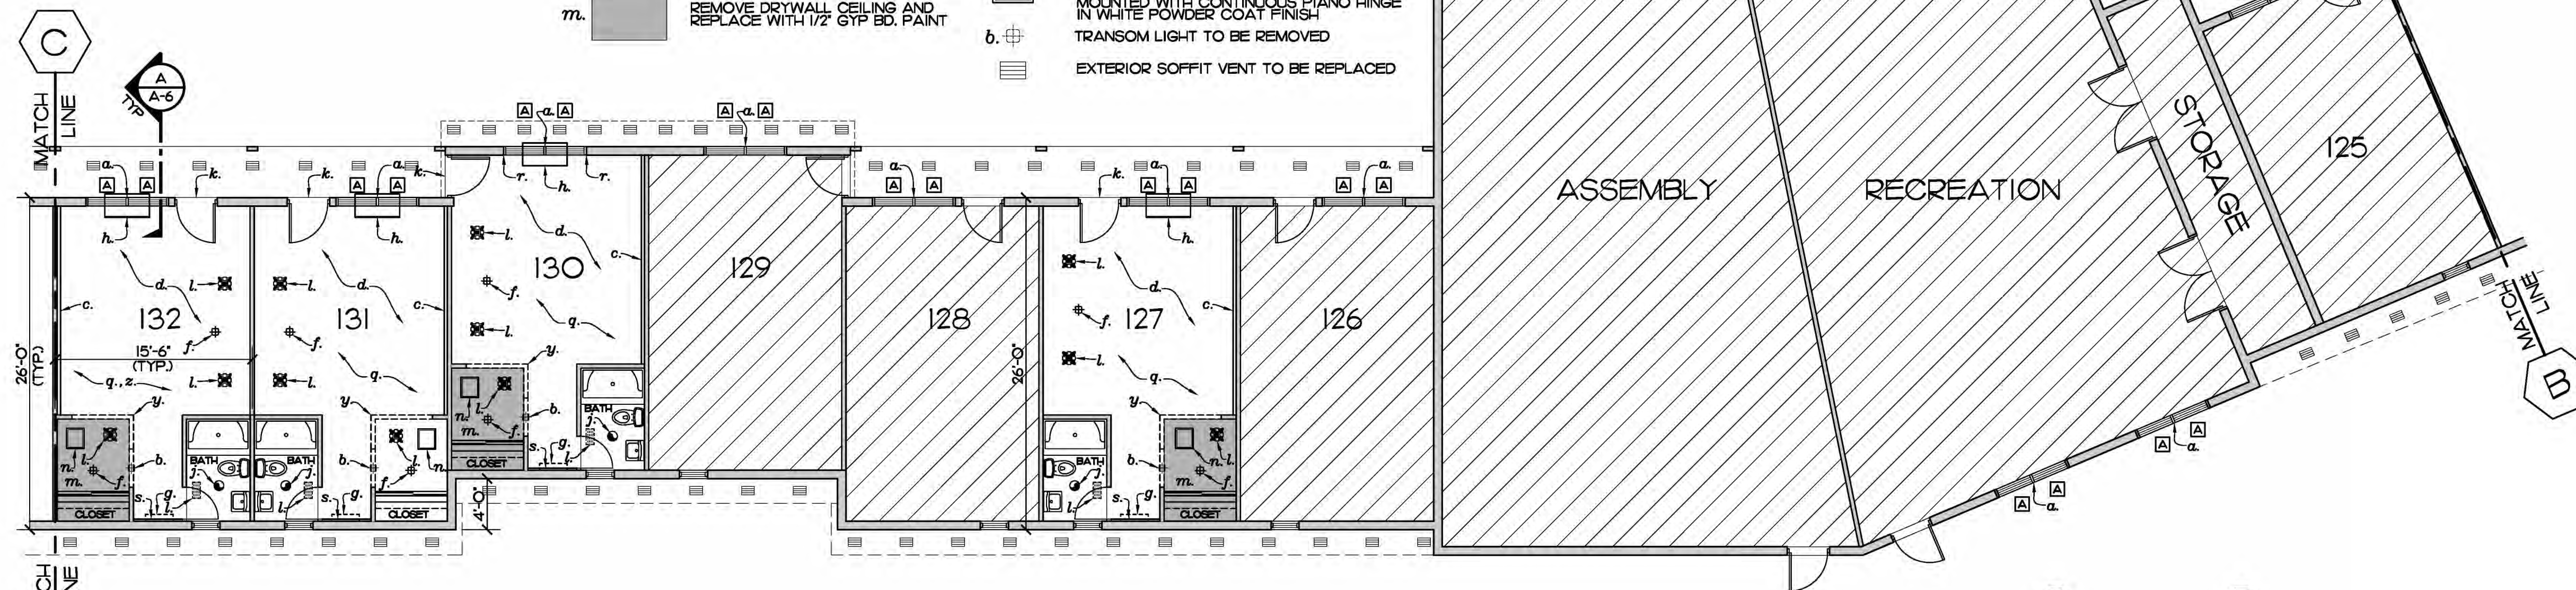 m.
REMOVE DRYWALL CEILING AND
REPLACE WITH 1/2" GYP BD. PAINT
MOUNTED WITH CONTINUOUS PIANO HINGE
IN WHITE POWDER COAT FINISH
b.
TRANSOM LIGHT TO BE REMOVED
EXTERIOR SOFFIT VENT TO BE REPLACED
C
MATCH
LINE
A
A-6
TYP
A a. A
A a. A
a.
A A
k.
k.
a.
A A
k.
r.
h.
r.
a.
A A
k.
a.
A A
a.
A A
h.
h.
h.
d.
l.
c.
132
f.
15'-6"
(TYP.)
26'-0"
(TYP.)
q.,z.
l.
y.
n.
l.
f.
m.
b.
BATH
j.
l.
s.
g.
CLOSET
l.
d.
c.
131
f.
l.
q.
y
BATH
j.
l.
s.
g.
b.
l.
n.
f.
CLOSET
l.
d.
c.
130
f.
l.
q.
y.
n.
l.
f.
m.
b.
BATH
j.
l.
s.
g.
CLOSET
4'-0"
129
128
26'-0"
l.
d.
c.
127
f.
l.
q.
y
BATH
j.
l.
s.
g.
b.
n.
l.
m.
f.
CLOSET
126
ASSEMBLY
RECREATION
STORAGE
125
MATCH
LINE
B
A A
a.
A A
a.
CH
NE